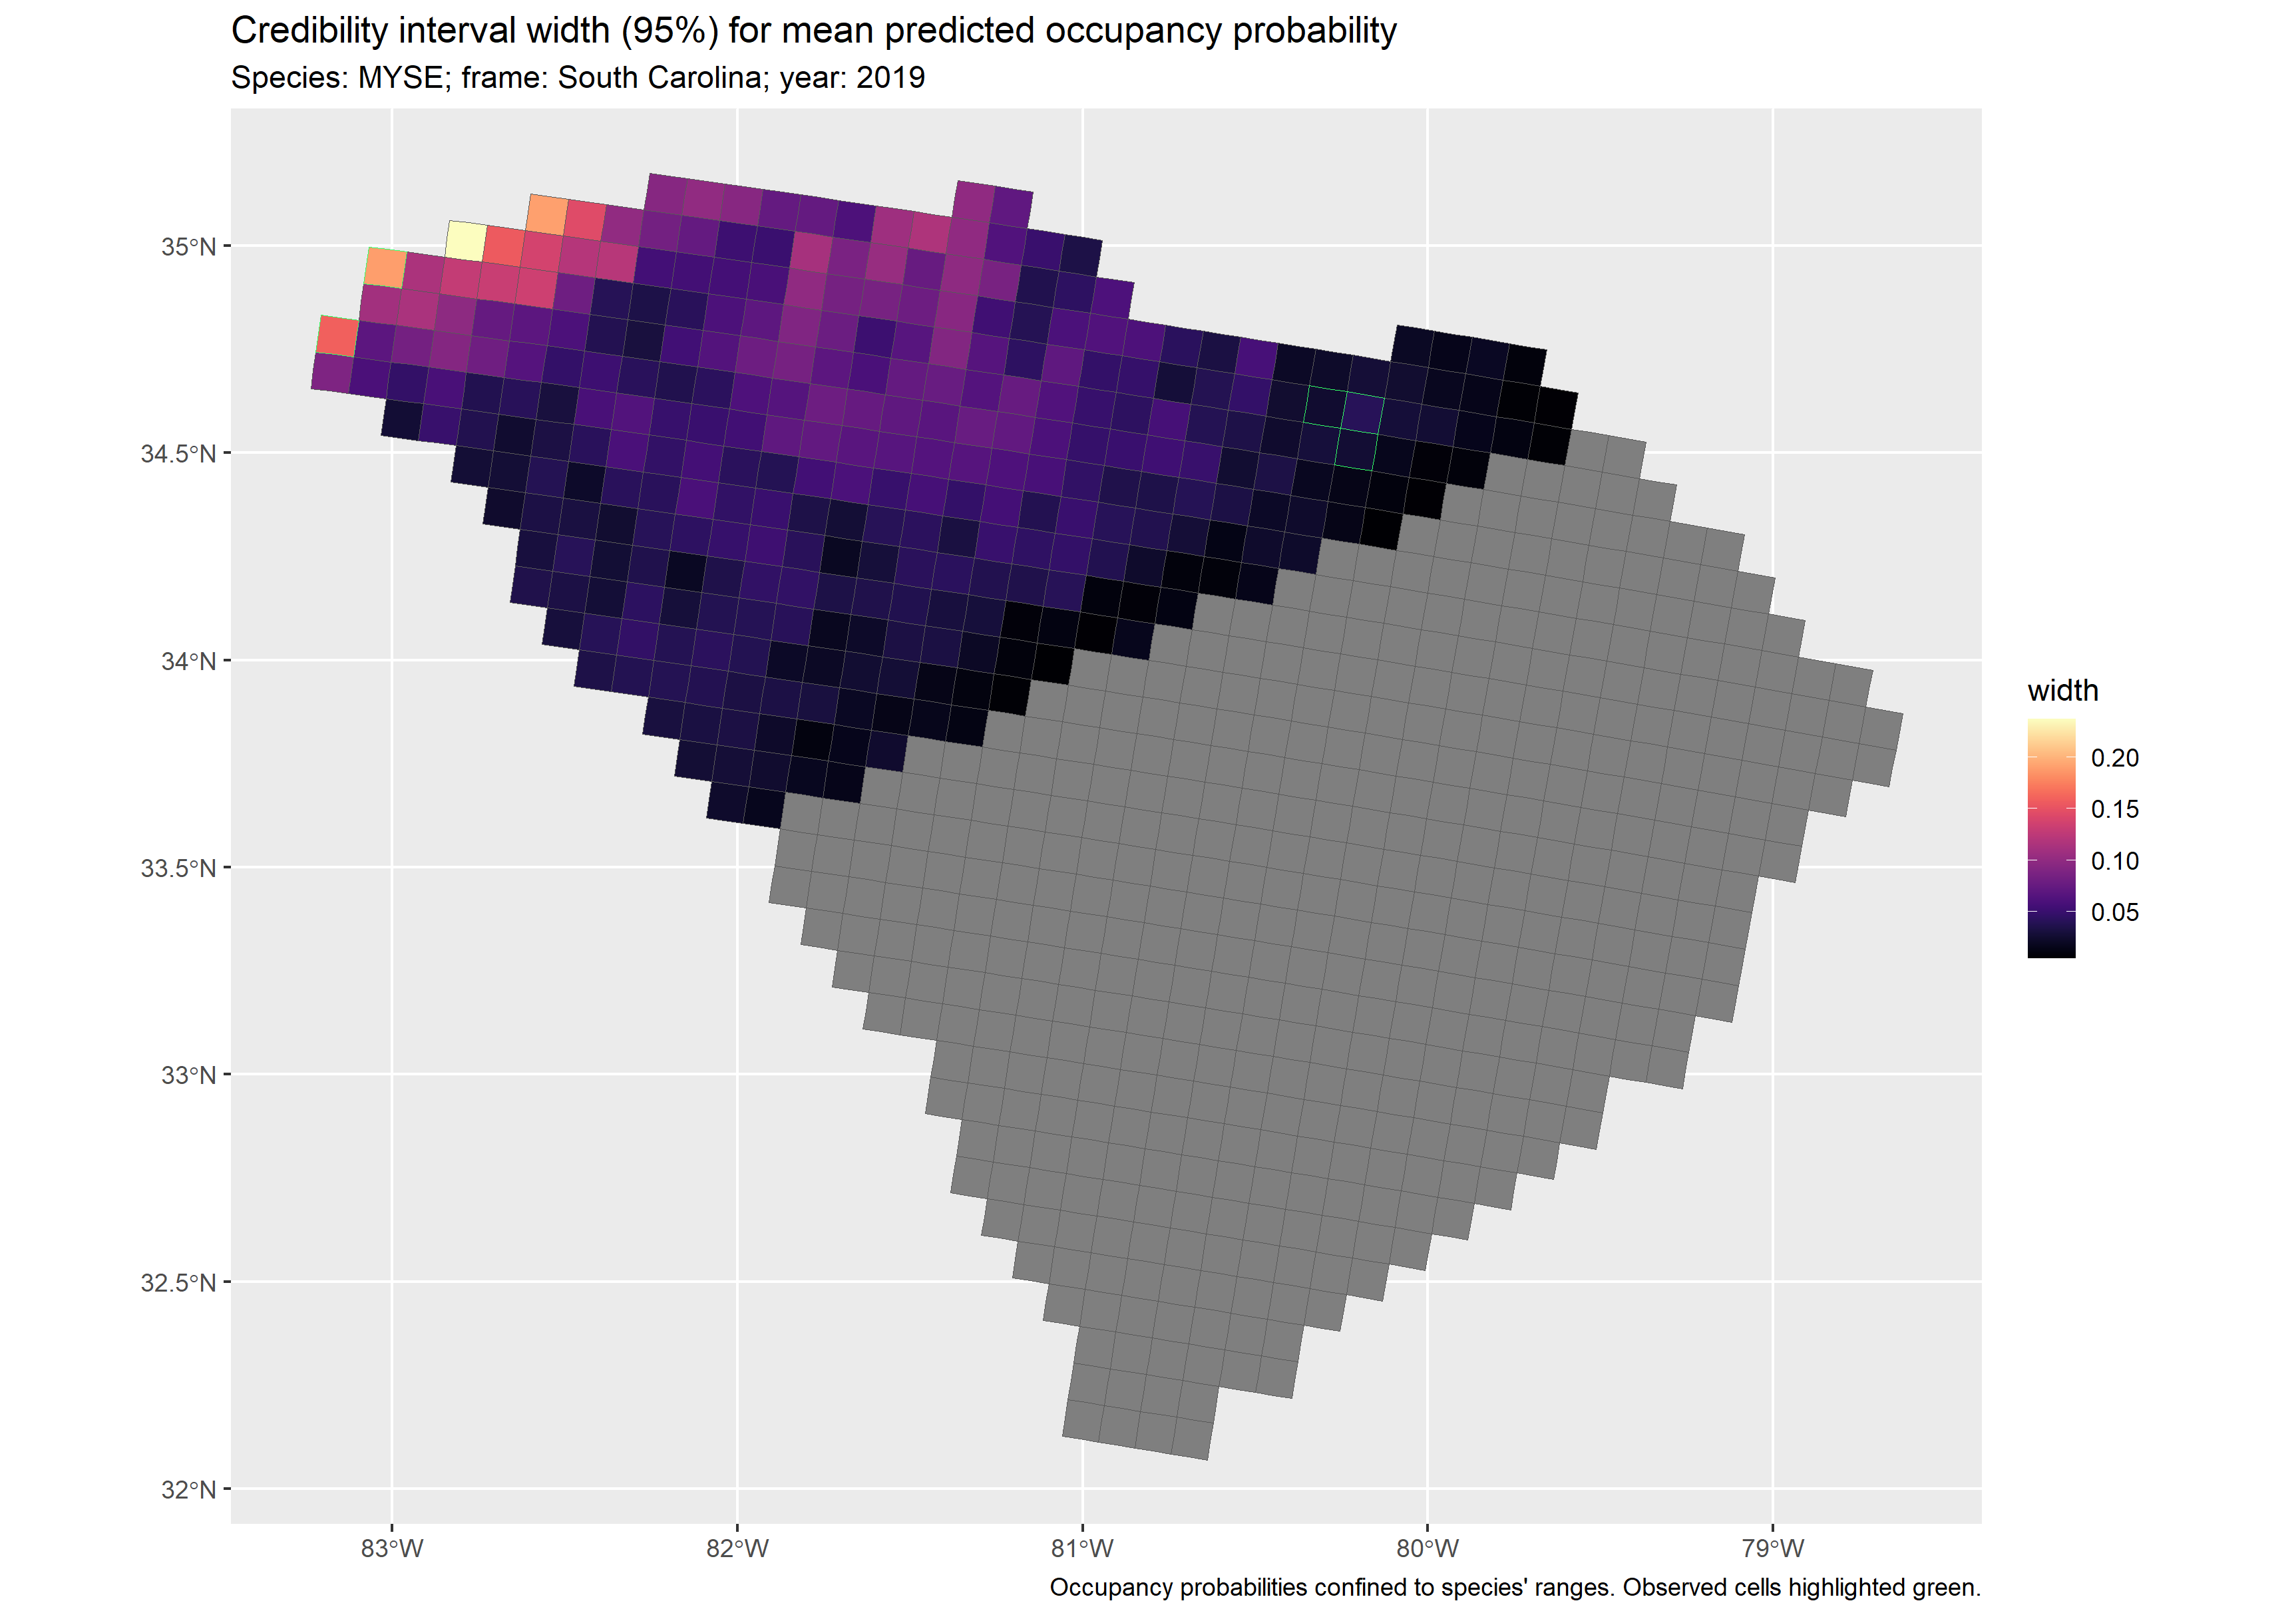 Credibility interval width (95%) for mean predicted occupancy probability
Species: MYSE; frame: South Carolina; year: 2019
35°N
34.5°N
34°N
33.5°N
33°N
32.5°N
32°N
83°W
82°W
81°W
80°W
79°W
width
0.20
0.15
0.10
0.05
Occupancy probabilities confined to species' ranges. Observed cells highlighted green.